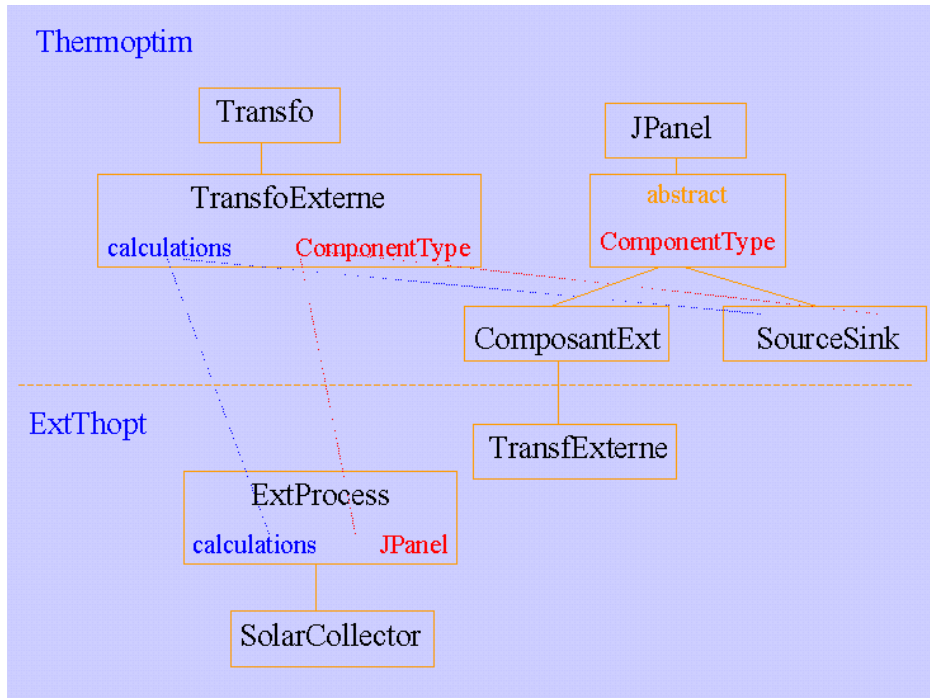 Thermoptim
Transfo
JPanel
TransfoExterne
calculations
ComponentType
abstract
ComponentType
ComposantExt
SourceSink
ExtThopt
TransfExterne
ExtProcess
calculations
JPanel
SolarCollector